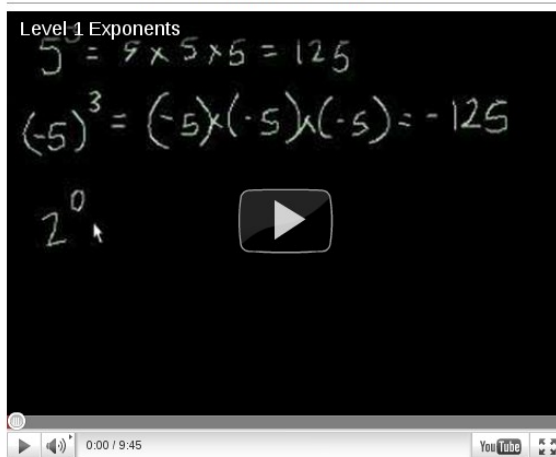 Level 1 Exponents
5³ = 5 x 5 x 5 = 125
(-5)³ = (-5)x(-5)x(-5) = - 125
2⁰
0:00 / 9:45
YouTube